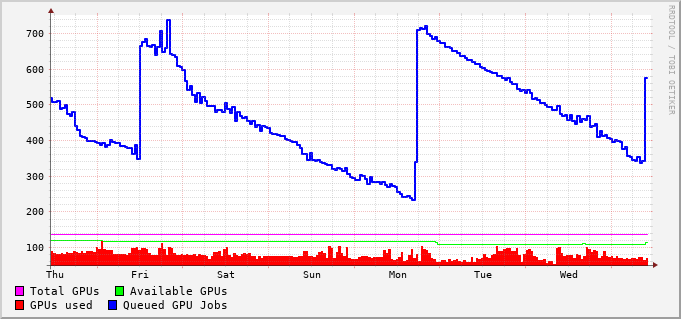 RRDTOOL / TOBI OETIKER
700
600
500
400
300
200
100
Thu Fri Sat Sun Mon Tue Wed
Total GPUs Available GPUs
GPUs used Queued GPU Jobs